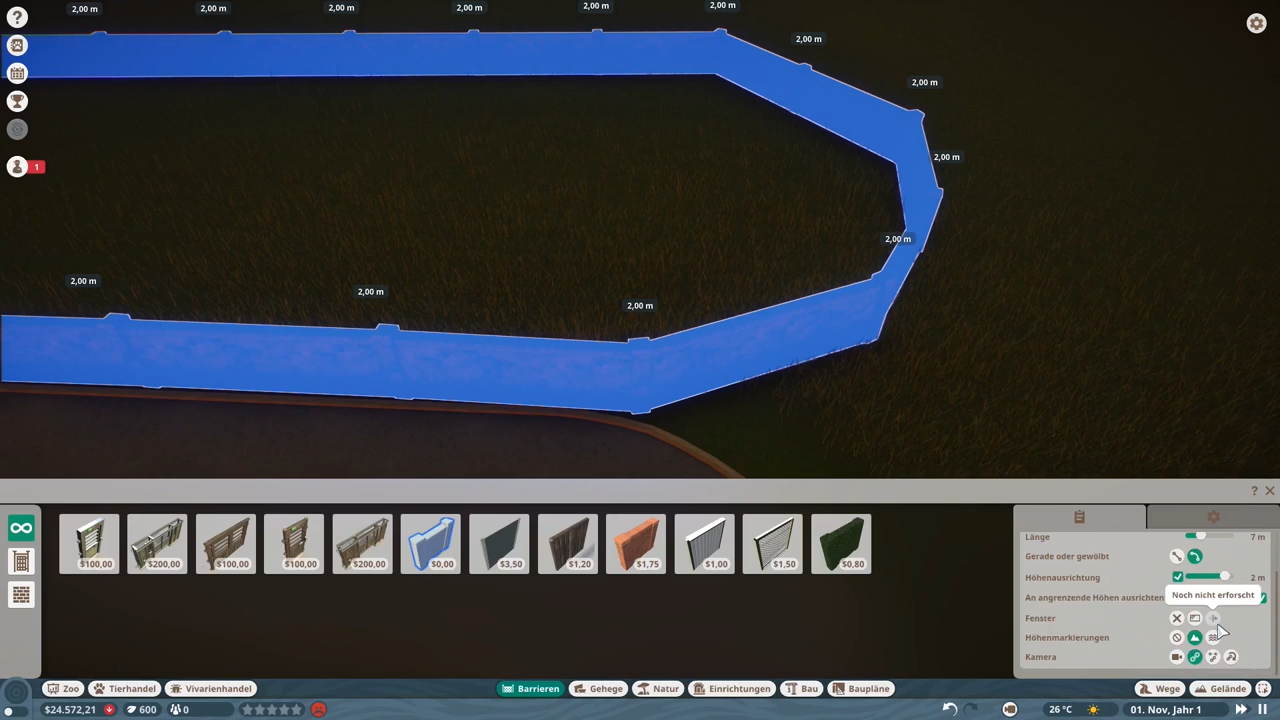 2,00 m 2,00 m 2,00 m 2,00 m 2,00 m 2,00 m
2,00 m
2,00 m
2,00 m
2,00 m
2,00 m
2,00 m
2,00 m
1
Länge 7 m
Gerade oder gewölbt
Höhenausrichtung 2 m
An angrenzende Höhen ausrichten
Noch nicht erforscht
Fenster
Höhenmarkierungen
Kamera
$100,00 $200,00 $100,00 $100,00 $200,00 $0,00 $3,50 $1,20 $1,75 $1,00 $1,50 $0,80
Zoo Tierhandel Vivarienhandel Barrieren Gehege Natur Einrichtungen Bau Baupläne Wege Gelände
$24.572,21 600 0 26 °C 01. Nov, Jahr 1